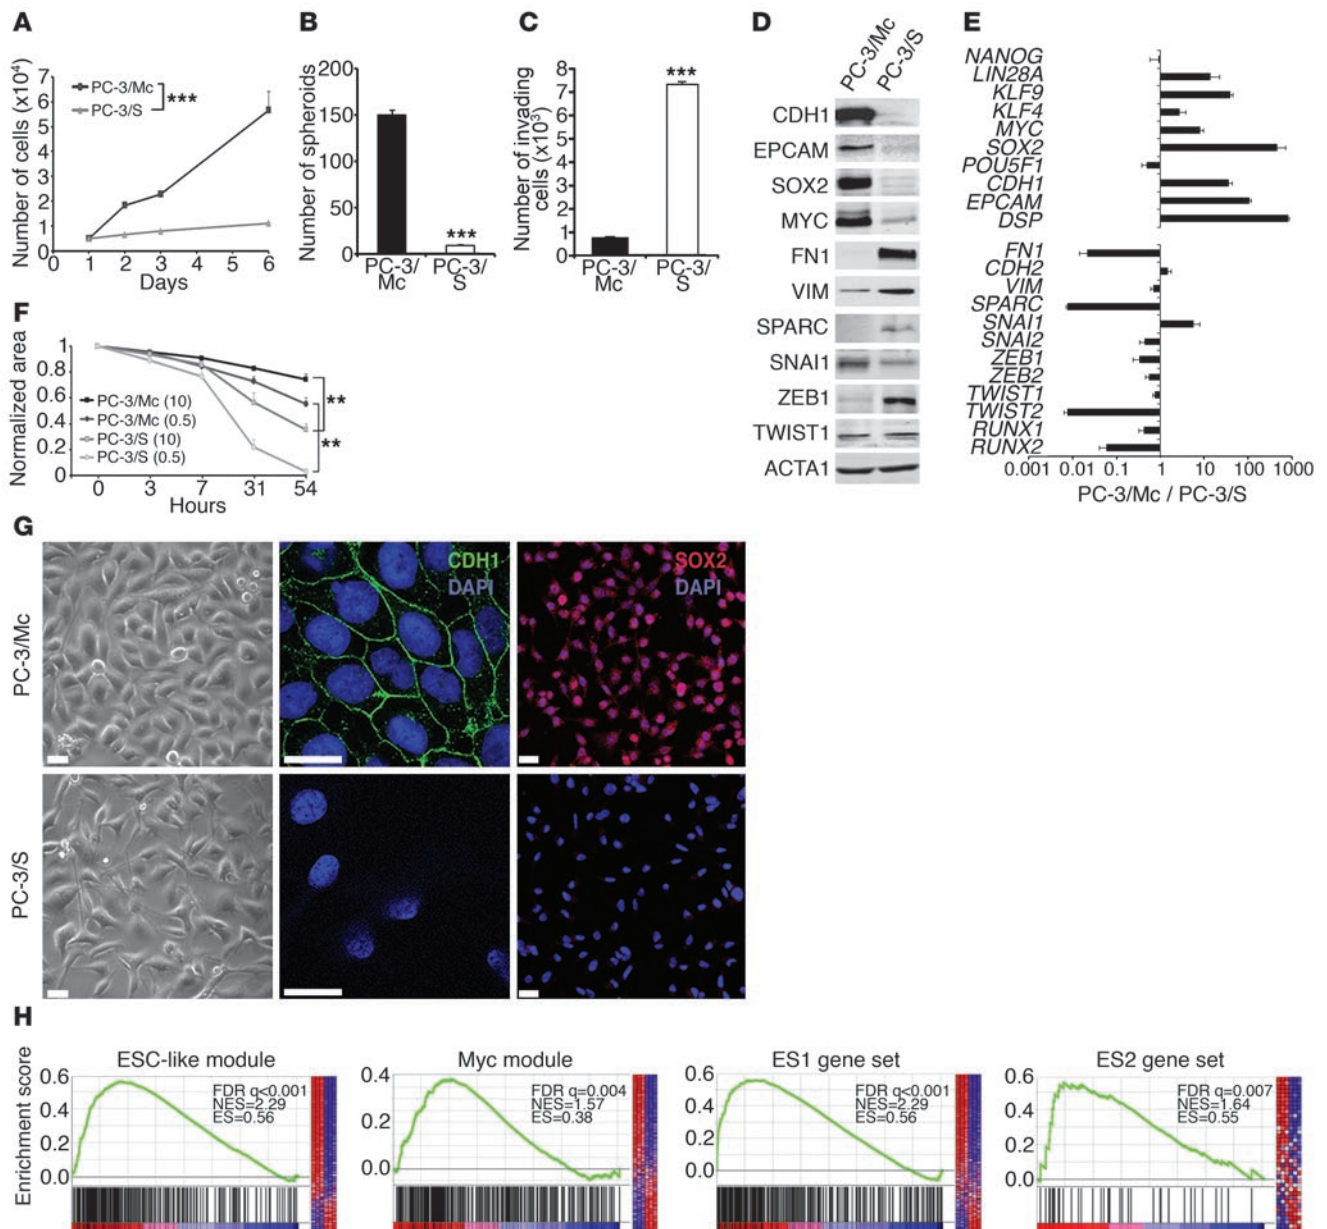 A
Number of cells (x10⁴)
7
6
5
4
3
2
1
0
PC-3/Mc
PC-3/S
***
0 1 2 3 4 5 6
Days
B
Number of spheroids
200
150
100
50
0
***
PC-3/ PC-3/
Mc S
C
Number of invading
cells (x10³)
8
7
6
5
4
3
2
1
0
***
PC-3/ PC-3/
Mc S
D
PC-3/Mc
PC-3/S
CDH1
EPCAM
SOX2
MYC
FN1
VIM
SPARC
SNAI1
ZEB1
TWIST1
ACTA1
E
NANOG
LIN28A
KLF9
KLF4
MYC
SOX2
POU5F1
CDH1
EPCAM
DSP
FN1
CDH2
VIM
SPARC
SNAI1
SNAI2
ZEB1
ZEB2
TWIST1
TWIST2
RUNX1
RUNX2
0.001 0.01 0.1 1 10 100 1000
PC-3/Mc / PC-3/S
F
Normalized area
1
0.8
0.6
0.4
0.2
0
PC-3/Mc (10)
PC-3/Mc (0.5)
PC-3/S (10)
PC-3/S (0.5)
**
**
0 3 7 31 54
Hours
G
PC-3/Mc
CDH1
DAPI
SOX2
DAPI
PC-3/S
H
Enrichment score
ESC-like module
0.6
0.4
0.2
0.0
FDR q<0.001
NES=2.29
ES=0.56
Myc module
0.4
0.2
0.0
FDR q=0.004
NES=1.57
ES=0.38
ES1 gene set
0.6
0.4
0.2
0.0
FDR q<0.001
NES=2.29
ES=0.56
ES2 gene set
0.6
0.4
0.2
0.0
FDR q=0.007
NES=1.64
ES=0.55